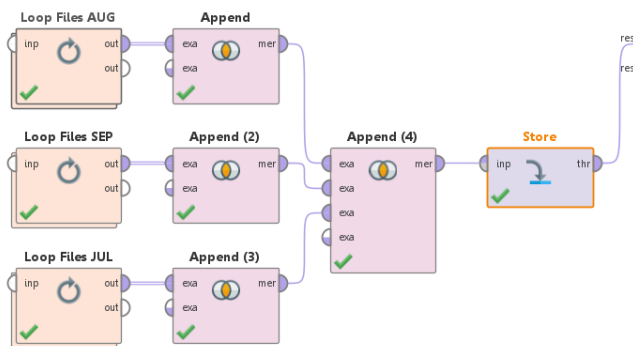 Loop Files AUG
inp
out
out
Append
exa
mer
exa
res
res
Loop Files SEP
inp
out
out
Append (2)
exa
mer
exa
Append (4)
exa
mer
exa
exa
exa
Store
inp
thr
Loop Files JUL
inp
out
out
Append (3)
exa
mer
exa